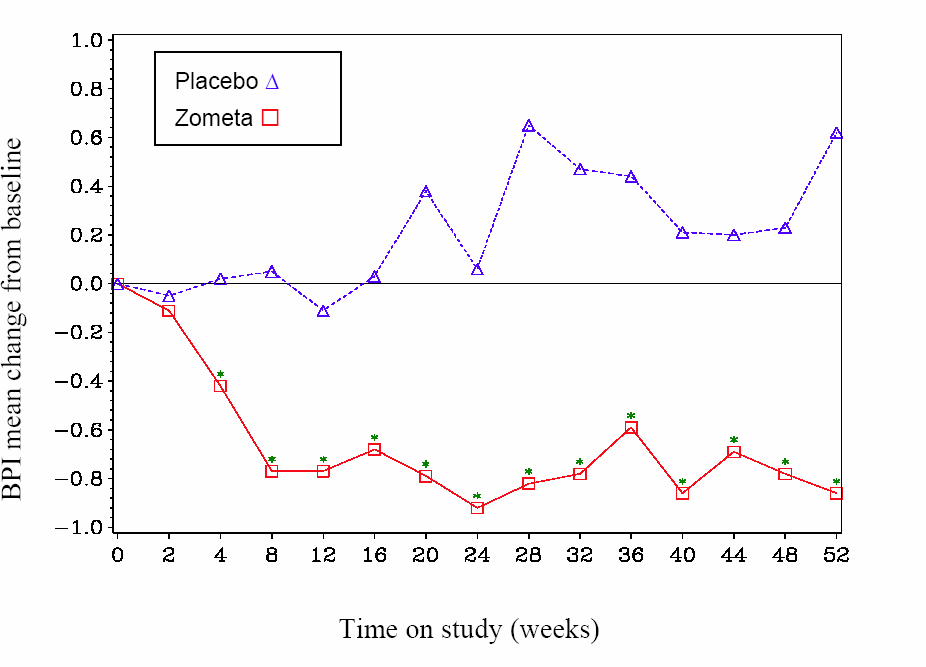 1.0
0.8
0.6
0.4
0.2
0.0
−0.2
−0.4
−0.6
−0.8
−1.0
BPI mean change from baseline
Placebo Δ
Zometa □
* * * * * * * * * * * * *
0 2 4 8 12 16 20 24 28 32 36 40 44 48 52
Time on study (weeks)